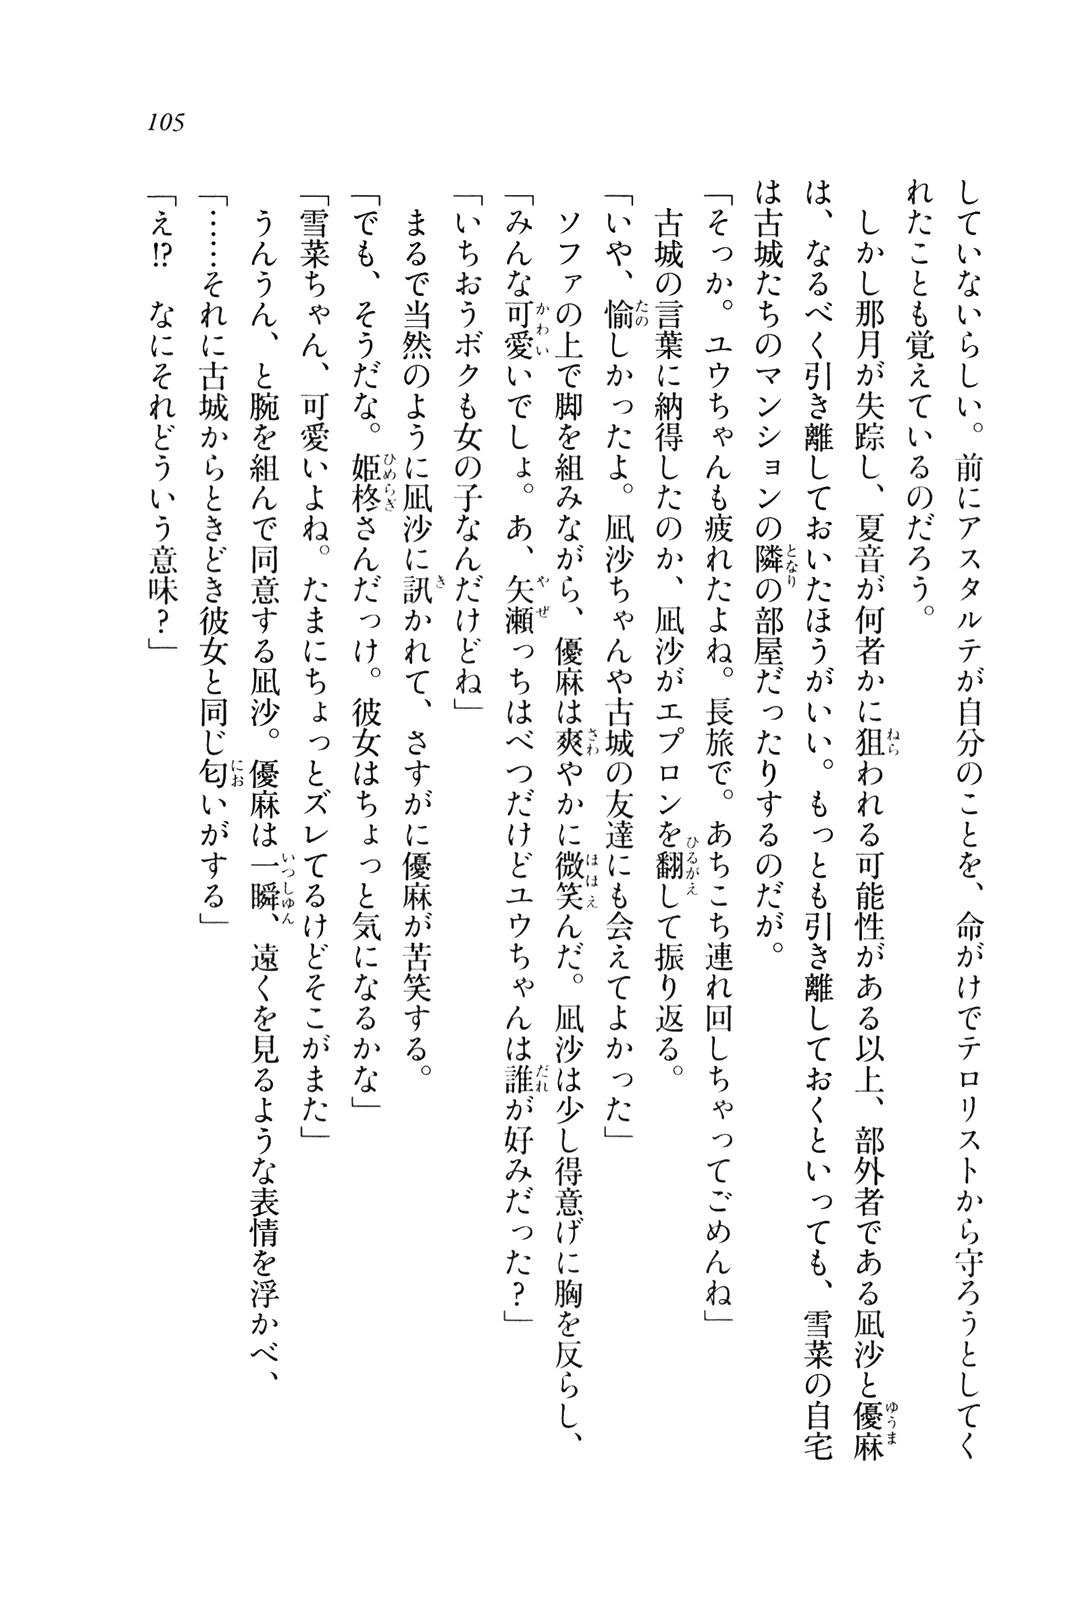 105
していないらしい。前にアスタルテが自分のことを、命がけでテロリストから守ろうとしてく
れたことも覚えているのだろう。
　しかし那月が失踪し、夏音が何者かに狙われる可能性がある以上、部外者である凪沙と優麻
は、なるべく引き離しておいたほうがいい。もっとも引き離しておくといっても、雪菜の自宅
は古城たちのマンションの隣の部屋だったりするのだが。
「そっか。ユウちゃんも疲れたよね。長旅で。あちこち連れ回しちゃってごめんね」
　古城の言葉に納得したのか、凪沙がエプロンを翻して振り返る。
「いや、愉しかったよ。凪沙ちゃんや古城の友達にも会えてよかった」
　ソファの上で脚を組みながら、優麻は爽やかに微笑んだ。凪沙は少し得意げに胸を反らし、
「みんな可愛いでしょ。あ、矢瀬っちはべつだけどユウちゃんは誰が好みだった？」
「いちおうボクも女の子なんだけどね」
　まるで当然のように凪沙に訊かれて、さすがに優麻が苦笑する。
「でも、そうだな。姫柊さんだっけ。彼女はちょっと気になるかな」
「雪菜ちゃん、可愛いよね。たまにちょっとズレてるけどそこがまた」
　うんうん、と腕を組んで同意する凪沙。優麻は一瞬、遠くを見るような表情を浮かべ、
「……それに古城からときどき彼女と同じ匂いがする」
「え!?　なにそれどういう意味？」